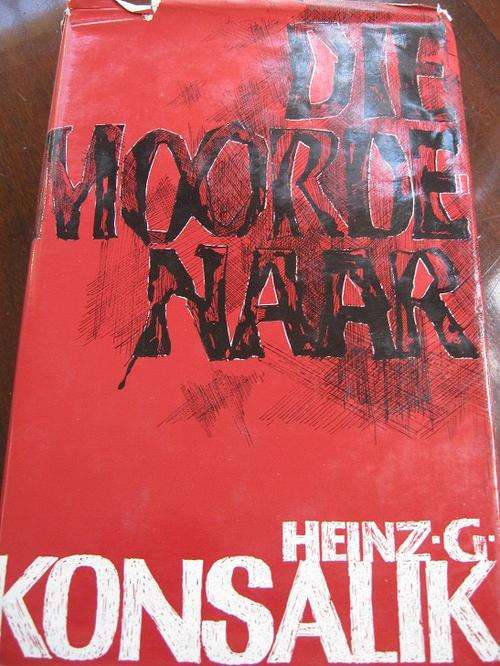 DIE
MOORDE
NAAR
HEINZ·G·
KONSALIK